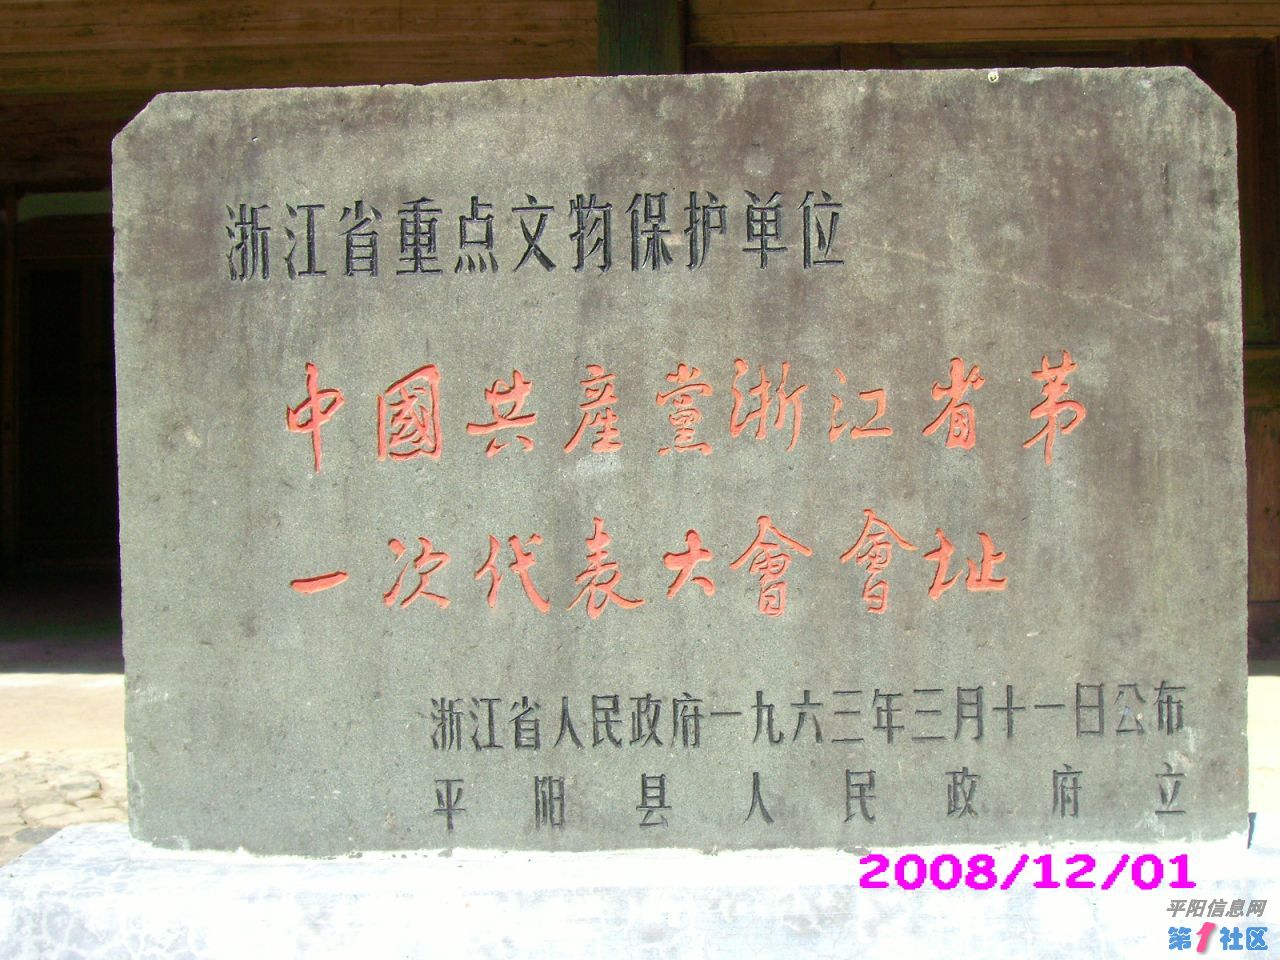 浙江省重点文物保护单位
中國共產黨浙江省苐
一次代表大會會址
浙江省人民政府一九六三年三月十一日公布
平阳县人民政府立
2008/12/01
平阳信息网
第1社区